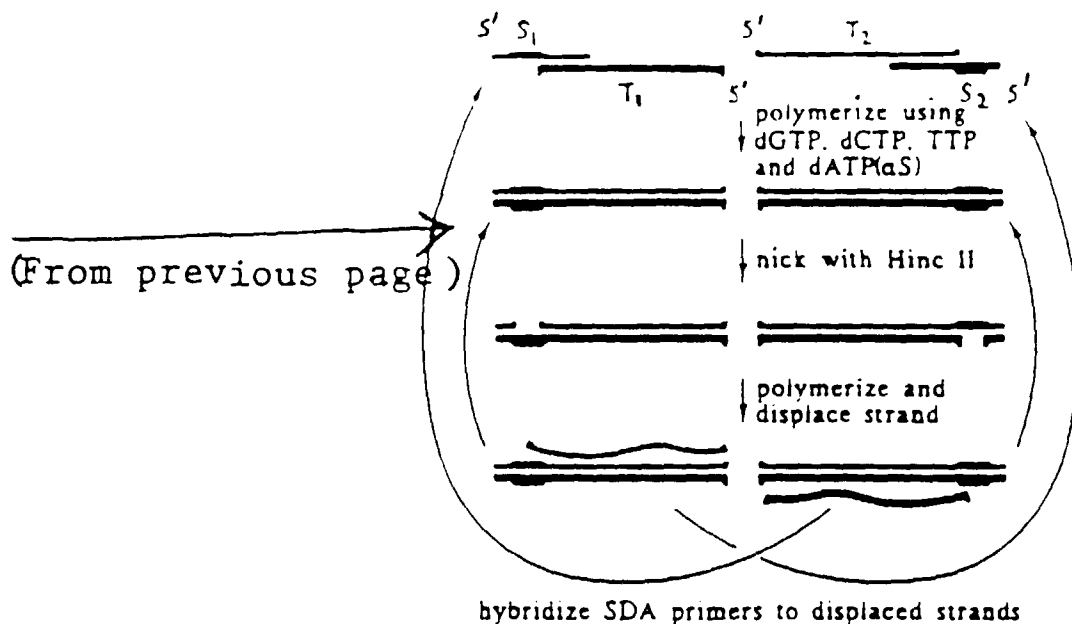 5' S₁ 5' T₂
T₁ 5' S₂ 5'
polymerize using
dGTP, dCTP, TTP
and dATP(αS)
(From previous page)
nick with Hinc II
polymerize and
displace strand
hybridize SDA primers to displaced strands